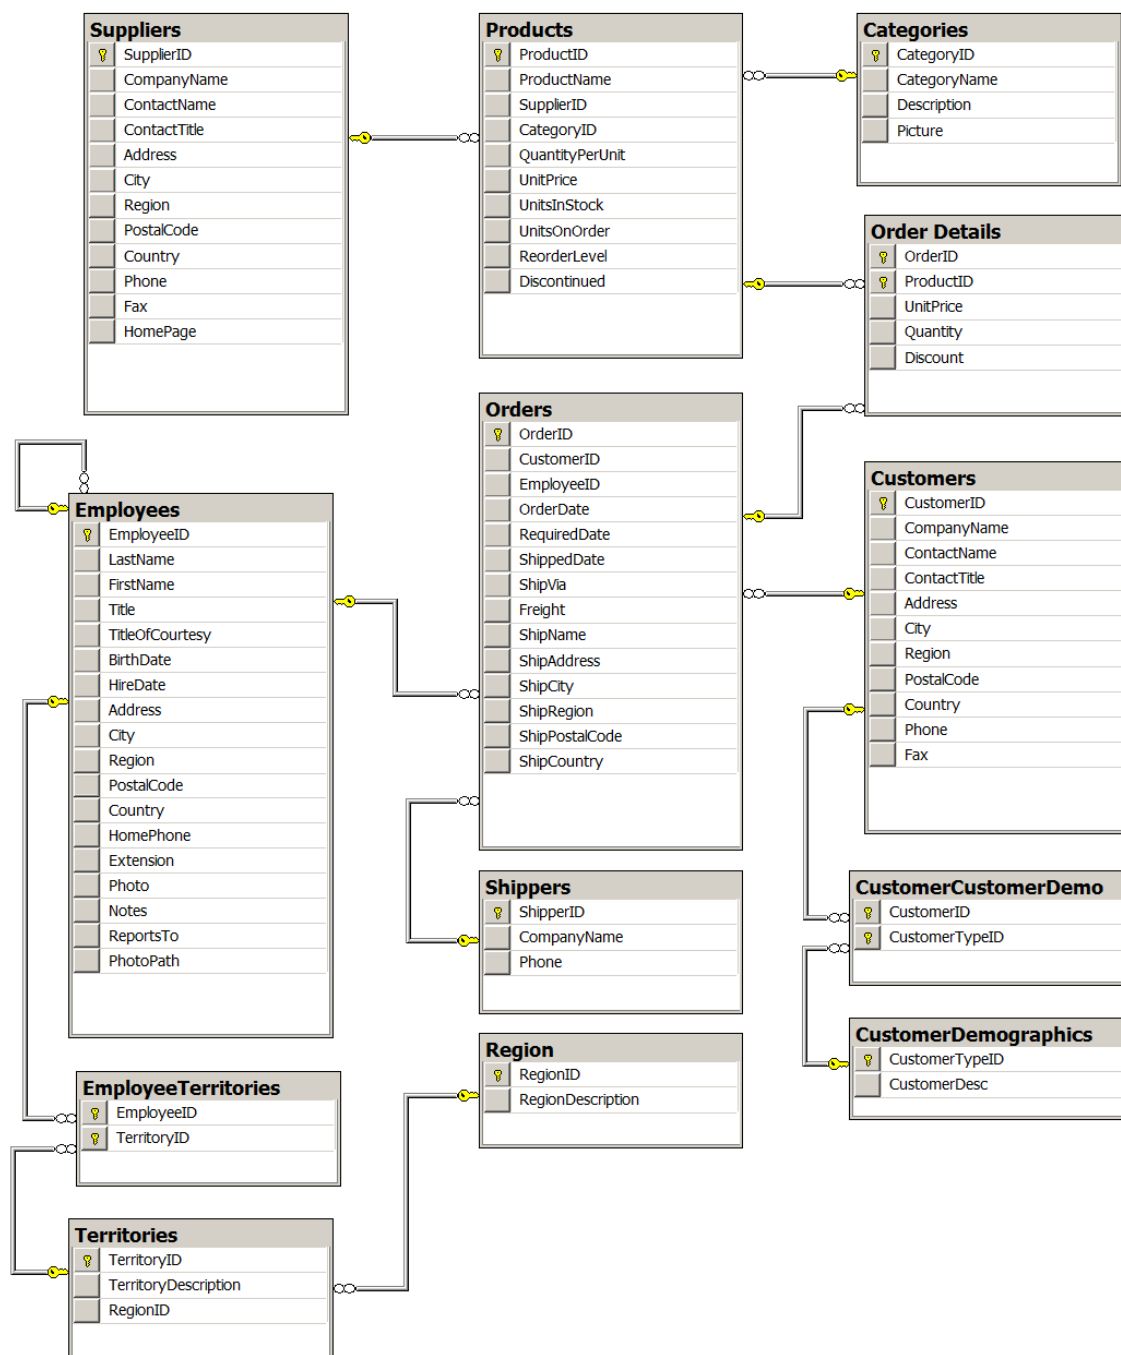 Suppliers
SupplierID
CompanyName
ContactName
ContactTitle
Address
City
Region
PostalCode
Country
Phone
Fax
HomePage
Products
ProductID
ProductName
SupplierID
CategoryID
QuantityPerUnit
UnitPrice
UnitsInStock
UnitsOnOrder
ReorderLevel
Discontinued
Categories
CategoryID
CategoryName
Description
Picture
Order Details
OrderID
ProductID
UnitPrice
Quantity
Discount
Employees
EmployeeID
LastName
FirstName
Title
TitleOfCourtesy
BirthDate
HireDate
Address
City
Region
PostalCode
Country
HomePhone
Extension
Photo
Notes
ReportsTo
PhotoPath
Orders
OrderID
CustomerID
EmployeeID
OrderDate
RequiredDate
ShippedDate
ShipVia
Freight
ShipName
ShipAddress
ShipCity
ShipRegion
ShipPostalCode
ShipCountry
Customers
CustomerID
CompanyName
ContactName
ContactTitle
Address
City
Region
PostalCode
Country
Phone
Fax
Shippers
ShipperID
CompanyName
Phone
CustomerCustomerDemo
CustomerID
CustomerTypeID
CustomerDemographics
CustomerTypeID
CustomerDesc
Region
RegionID
RegionDescription
EmployeeTerritories
EmployeeID
TerritoryID
Territories
TerritoryID
TerritoryDescription
RegionID